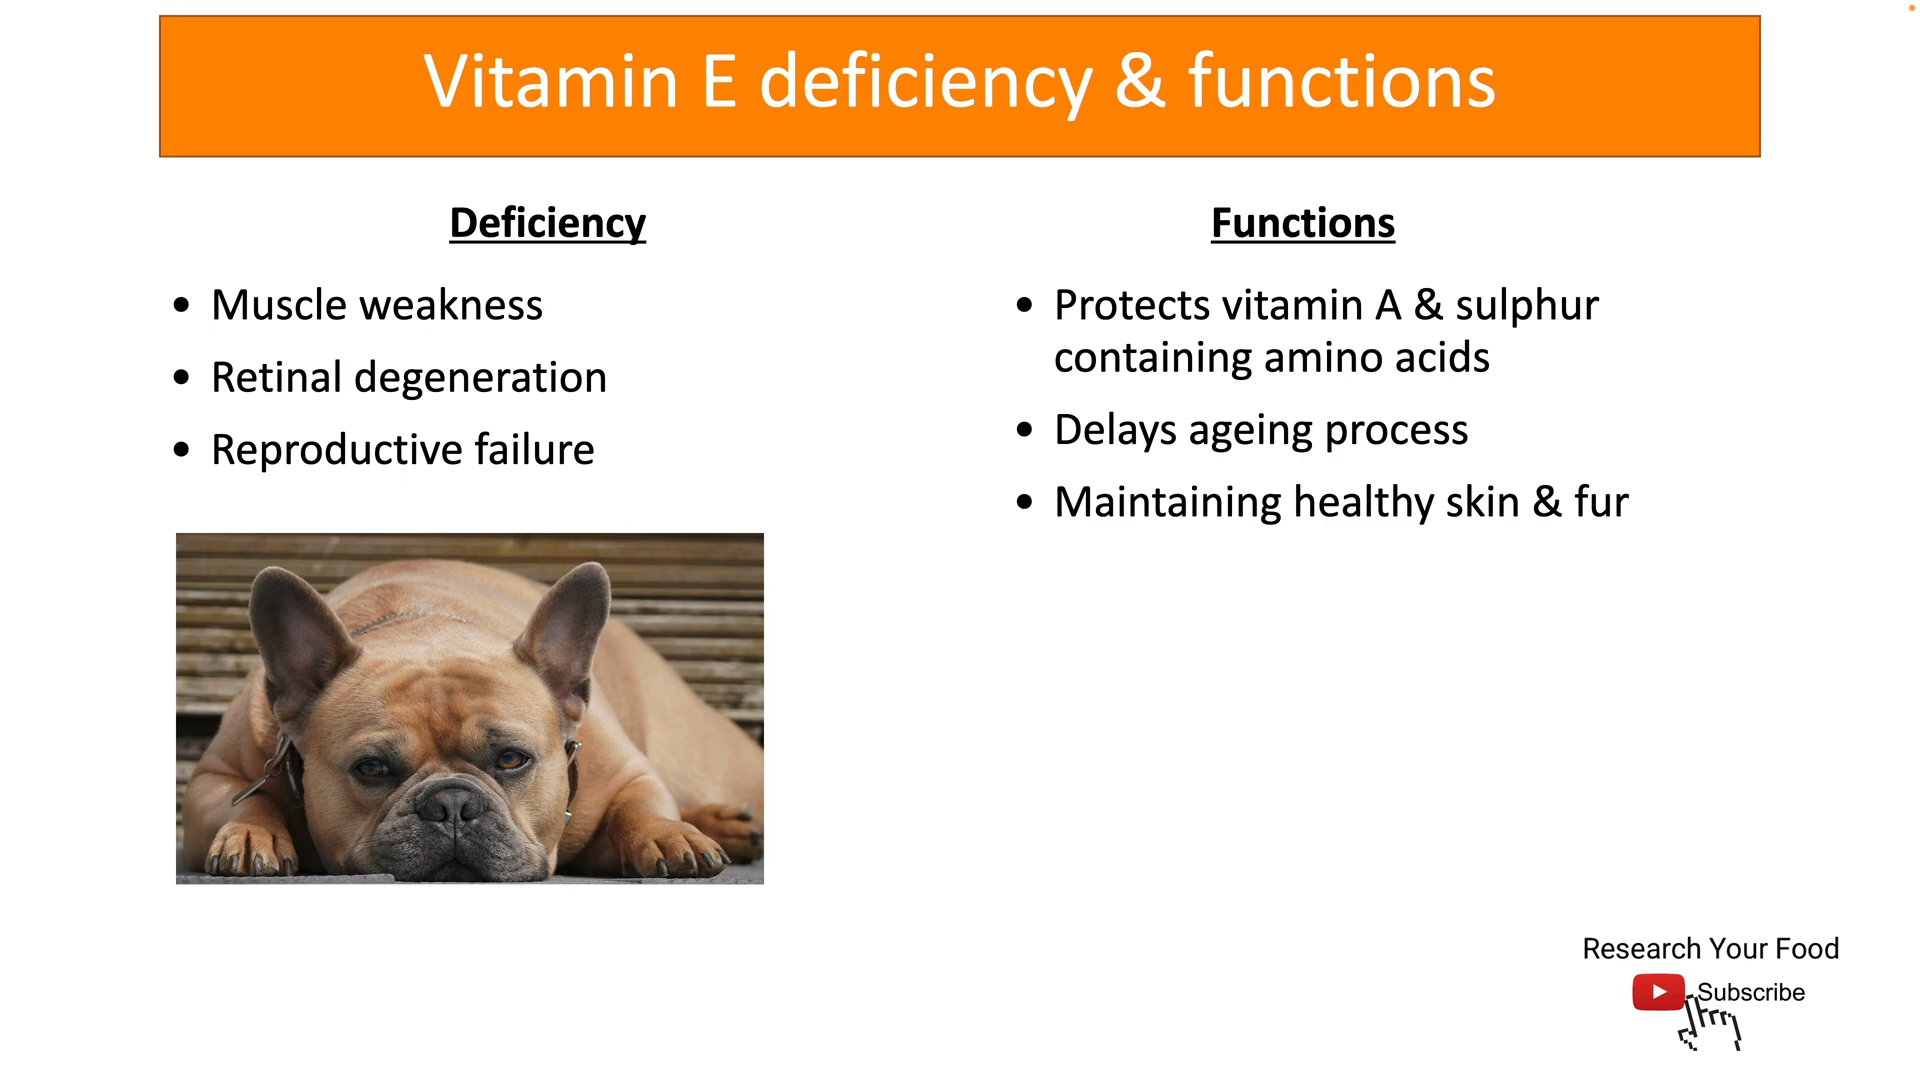 Vitamin E deficiency & functions
Deficiency
• Muscle weakness
• Retinal degeneration
• Reproductive failure
Functions
• Protects vitamin A & sulphur
containing amino acids
• Delays ageing process
• Maintaining healthy skin & fur
Research Your Food
Subscribe